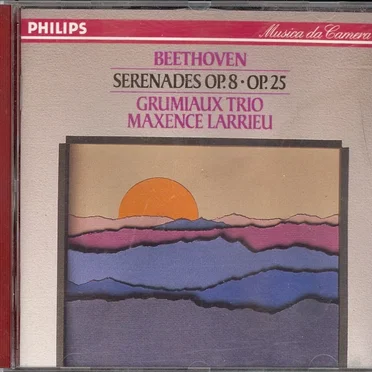 PHILIPS
Musica da Camera
BEETHOVEN
SERENADES OP. 8 · OP. 25
GRUMIAUX TRIO
MAXENCE LARRIEU